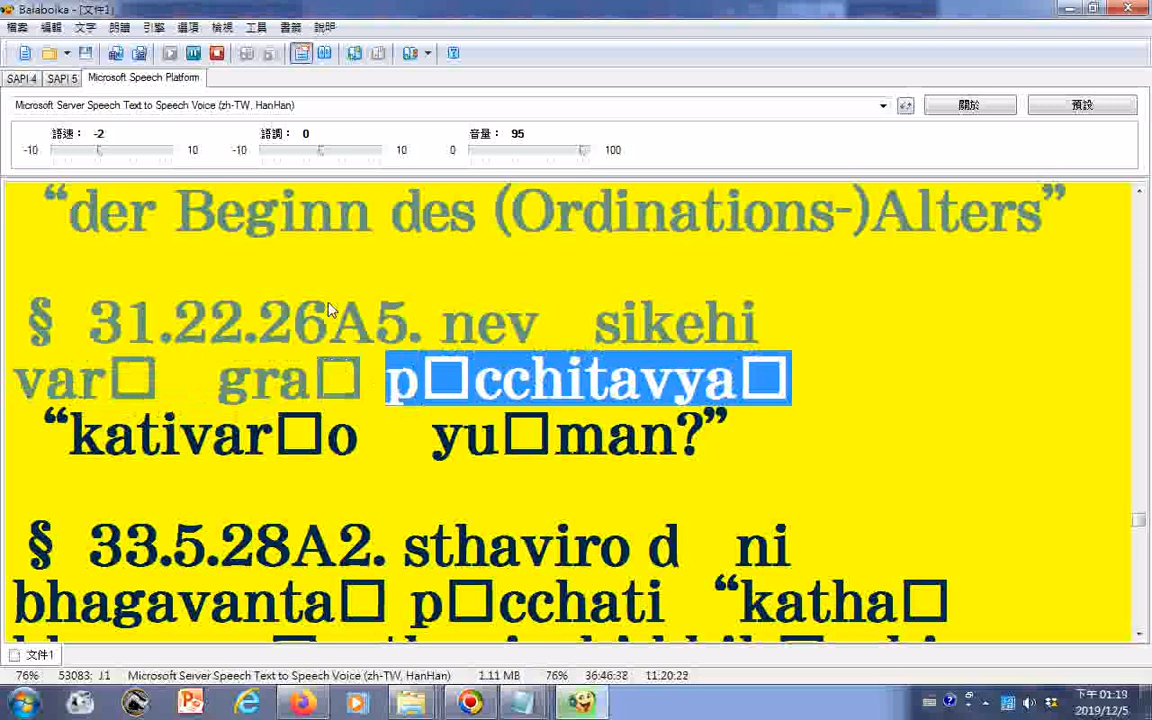 Balabolka - [文件1]
檔案 編輯 文字 朗讀 引擎 選項 檢視 工具 書籤 說明
SAPI 4 SAPI 5 Microsoft Speech Platform
Microsoft Server Speech Text to Speech Voice (zh-TW, HanHan) 關於 預設
語速： -2 語調： 0 音量： 95
-10 10 -10 10 0 100
“der Beginn des (Ordinations-)Alters”
§ 31.22.26A5. nev sikehi
var□ gra□ p□cchitavya□
“kativar□o yu□man?”
§ 33.5.28A2. sthaviro d ni
bhagavanta□ p□cchati “katha□
文件1
76% 53083: 11 Microsoft Server Speech Text to Speech Voice (zh-TW, HanHan) 1.11 MB 76% 36:46:38 11:20:22
下午 01:19
2019/12/5